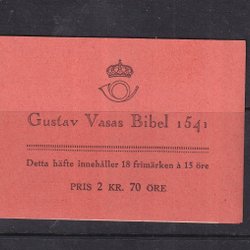 Gustav Vasas Bibel 1541
Detta häfte innehåller 18 frimärken à 15 öre
PRIS 2 KR. 70 ÖRE